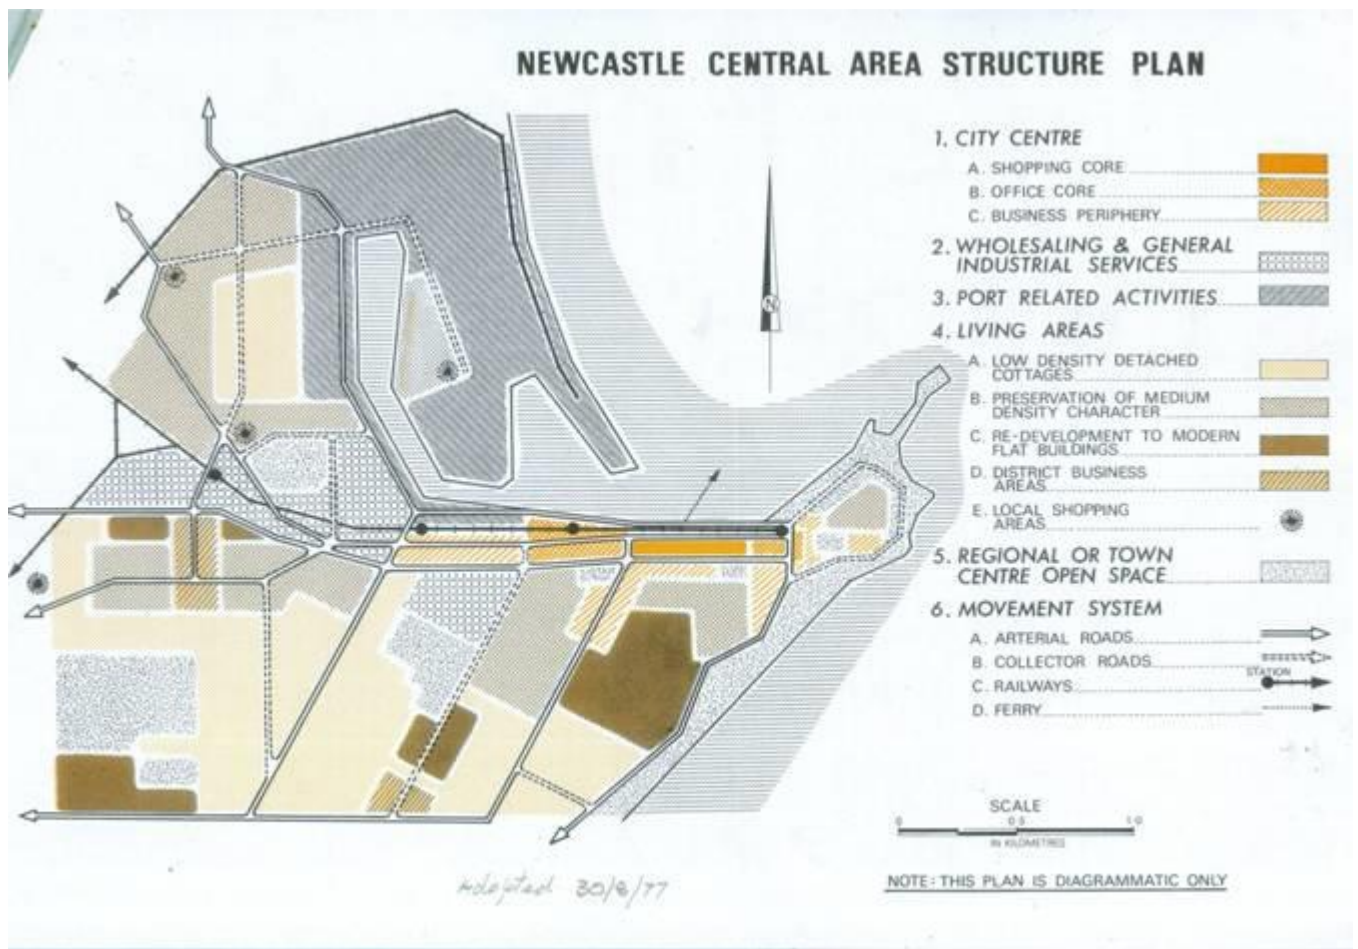 NEWCASTLE CENTRAL AREA STRUCTURE PLAN
1. CITY CENTRE
A. SHOPPING CORE
B. OFFICE CORE
C. BUSINESS PERIPHERY
2. WHOLESALING & GENERAL
INDUSTRIAL SERVICES
3. PORT RELATED ACTIVITIES
4. LIVING AREAS
A. LOW DENSITY DETACHED
COTTAGES
B. PRESERVATION OF MEDIUM
DENSITY CHARACTER
C. RE-DEVELOPMENT TO MODERN
FLAT BUILDINGS
D. DISTRICT BUSINESS
AREAS
E. LOCAL SHOPPING
AREAS
5. REGIONAL OR TOWN
CENTRE OPEN SPACE
6. MOVEMENT SYSTEM
A. ARTERIAL ROADS
B. COLLECTOR ROADS
STATION
C. RAILWAYS
D. FERRY
N
SCALE
0 0.5 1.0
IN KILOMETRES
NOTE: THIS PLAN IS DIAGRAMMATIC ONLY
Adopted 30/8/77